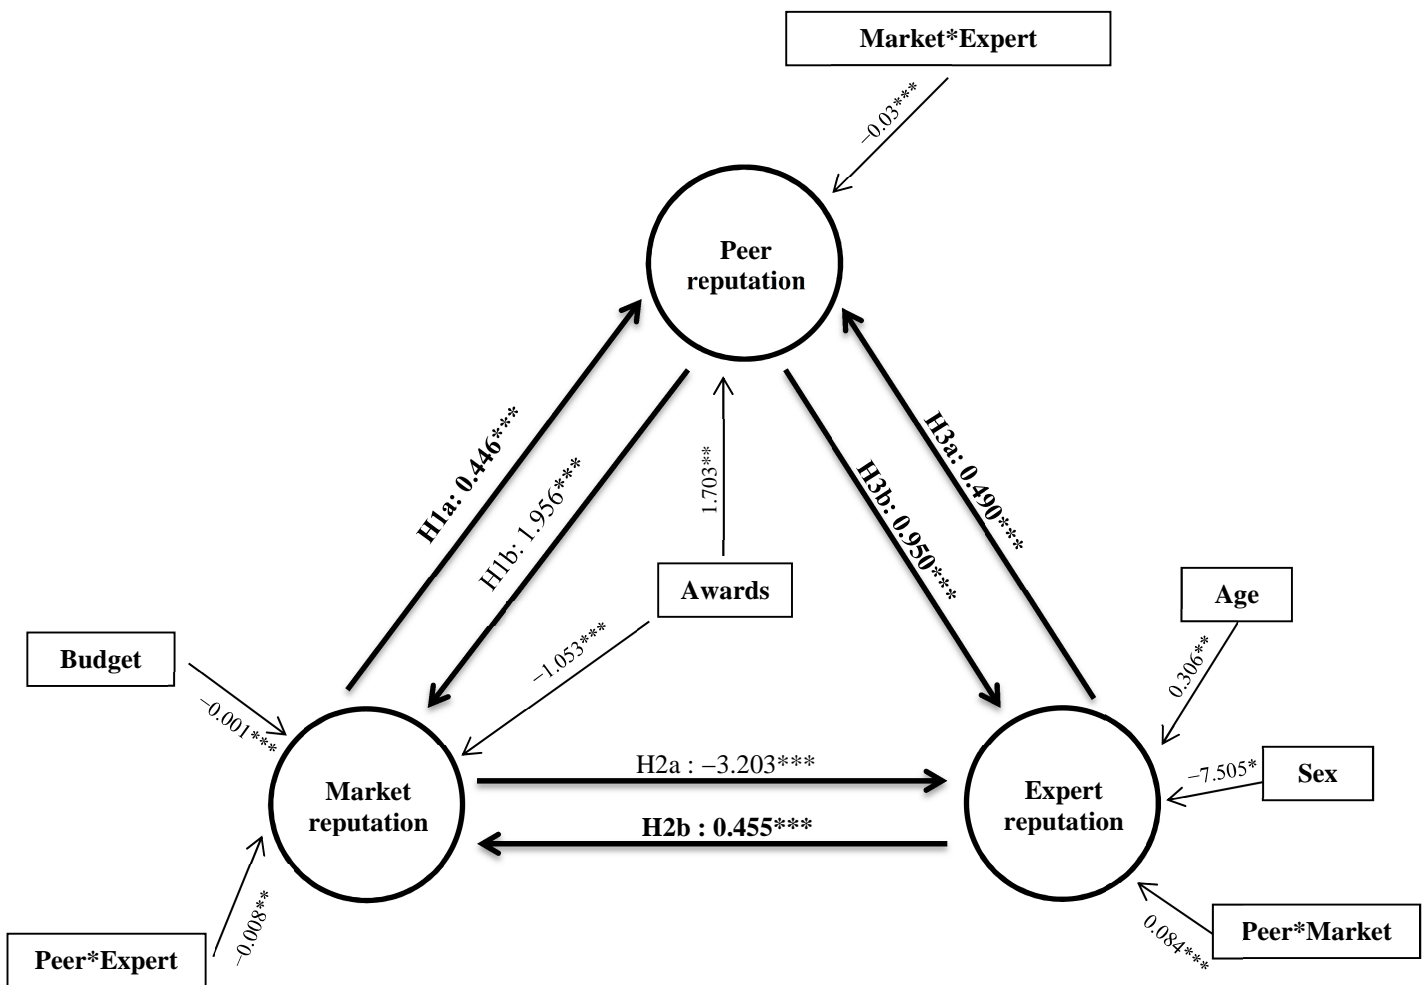 Market*Expert
−0.03***
Peer
reputation
H1a: 0.446***
H1b: 1.956***
1.703**
H3b: 0.950***
H3a: 0.490***
Awards
−1.053***
Age
0.306**
Budget
−0.001***
Market
reputation
H2a : −3.203***
H2b : 0.455***
Expert
reputation
−7.505*
Sex
Peer*Expert
−0.008**
Peer*Market
0.084***